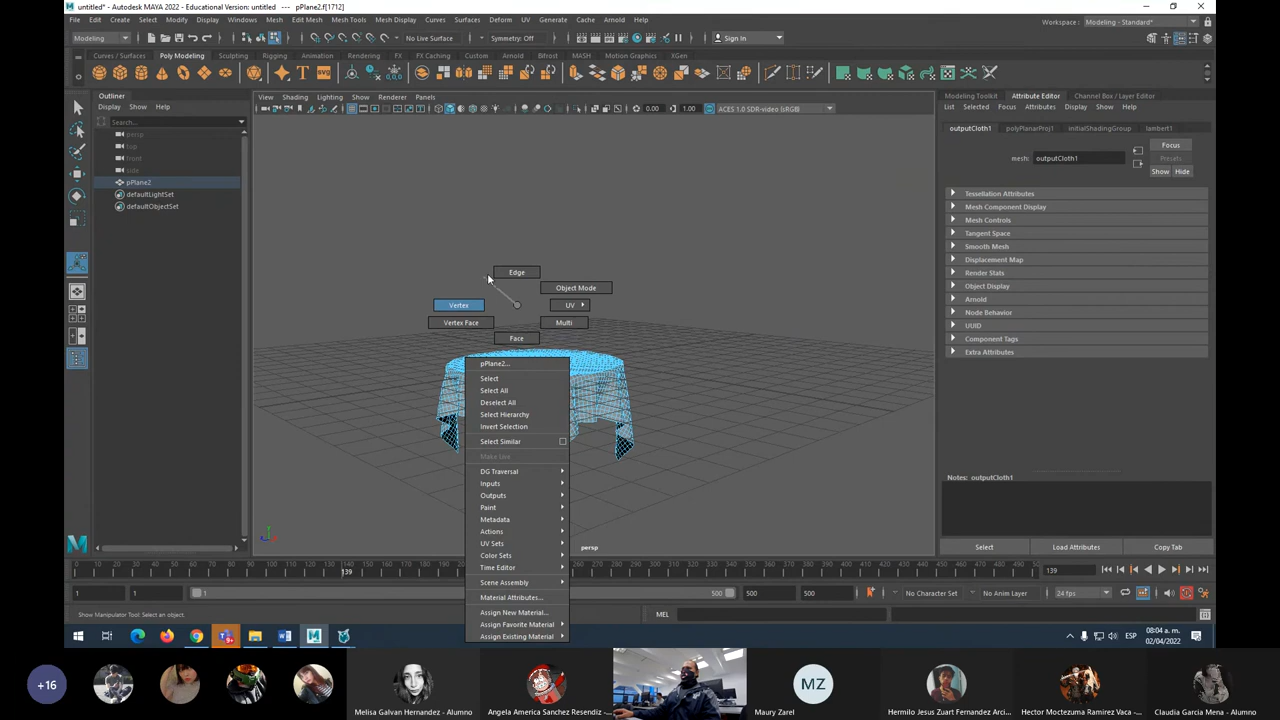 untitled* - Autodesk MAYA 2022 - Educational Version: untitled --- pPlane2.f[1712]
File Edit Create Select Modify Display Windows Mesh Edit Mesh Mesh Tools Mesh Display Curves Surfaces Deform UV Generate Cache Arnold Help
Workspace: Modeling - Standard*
Modeling No Live Surface Symmetry: Off Sign In
Curves / Surfaces Poly Modeling Sculpting Rigging Animation Rendering FX FX Caching Custom Arnold Bifrost MASH Motion Graphics XGen
Outliner
Display Show Help
Search...
persp
top
front
side
pPlane2
defaultLightSet
defaultObjectSet
View Shading Lighting Show Renderer Panels
0.00 1.00 ACES 1.0 SDR-video (sRGB)
Edge
Object Mode
Vertex
UV
Vertex Face
Multi
Face
pPlane2...
Select
Select All
Deselect All
Select Hierarchy
Invert Selection
Select Similar
Make Live
DG Traversal
Inputs
Outputs
Paint
Metadata
Actions
UV Sets
Color Sets
Time Editor
Scene Assembly
Material Attributes...
Assign New Material...
Assign Favorite Material
Assign Existing Material
persp
Modeling Toolkit Attribute Editor Channel Box / Layer Editor
List Selected Focus Attributes Display Show Help
outputCloth1 polyPlanarProj1 initialShadingGroup lambert1
mesh: outputCloth1
Focus
Presets
Show Hide
Tessellation Attributes
Mesh Component Display
Mesh Controls
Tangent Space
Smooth Mesh
Displacement Map
Render Stats
Object Display
Arnold
Node Behavior
UUID
Component Tags
Extra Attributes
Notes: outputCloth1
Select Load Attributes Copy Tab
139
139
1 1 1 500 500 500 No Character Set No Anim Layer 24 fps
Show Manipulator Tool: Select an object.
MEL
ESP
08:04 a. m.
02/04/2022
+16
Melisa Galvan Hernandez - Alumno
Angela America Sanchez Resendiz -...
MZ
Maury Zarel
Hermilo Jesus Zuart Fernandez Arci...
Hector Moctezuma Ramirez Vaca -...
Claudia Garcia Mena - Alumno